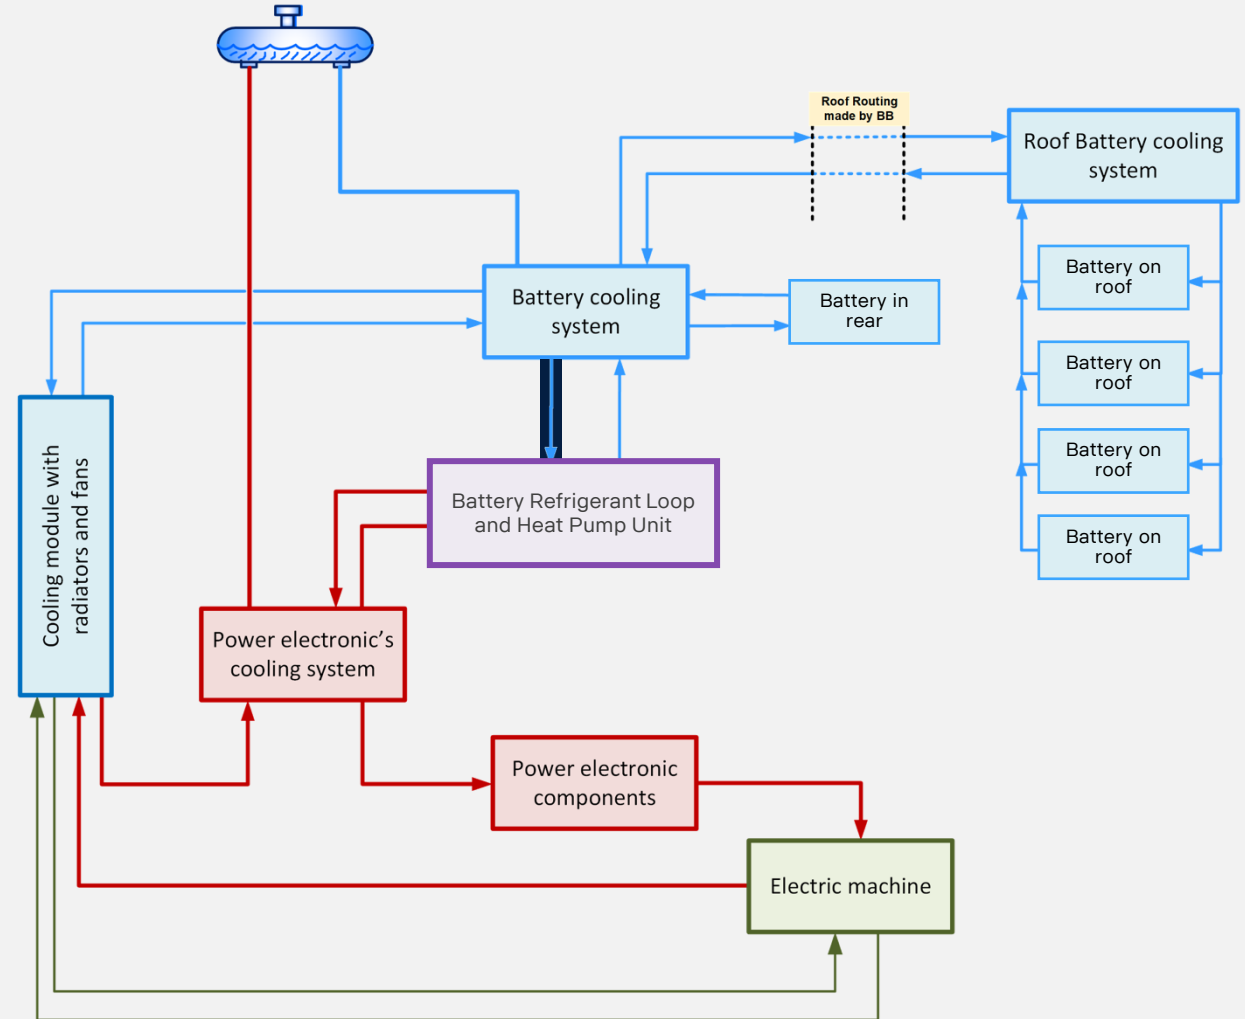 Roof Routing
made by BB
Roof Battery cooling
system
Battery on
roof
Battery cooling
system
Battery in
rear
Battery on
roof
Cooling module with
radiators and fans
Battery on
roof
Battery Refrigerant Loop
and Heat Pump Unit
Battery on
roof
Power electronic’s
cooling system
Power electronic
components
Electric machine